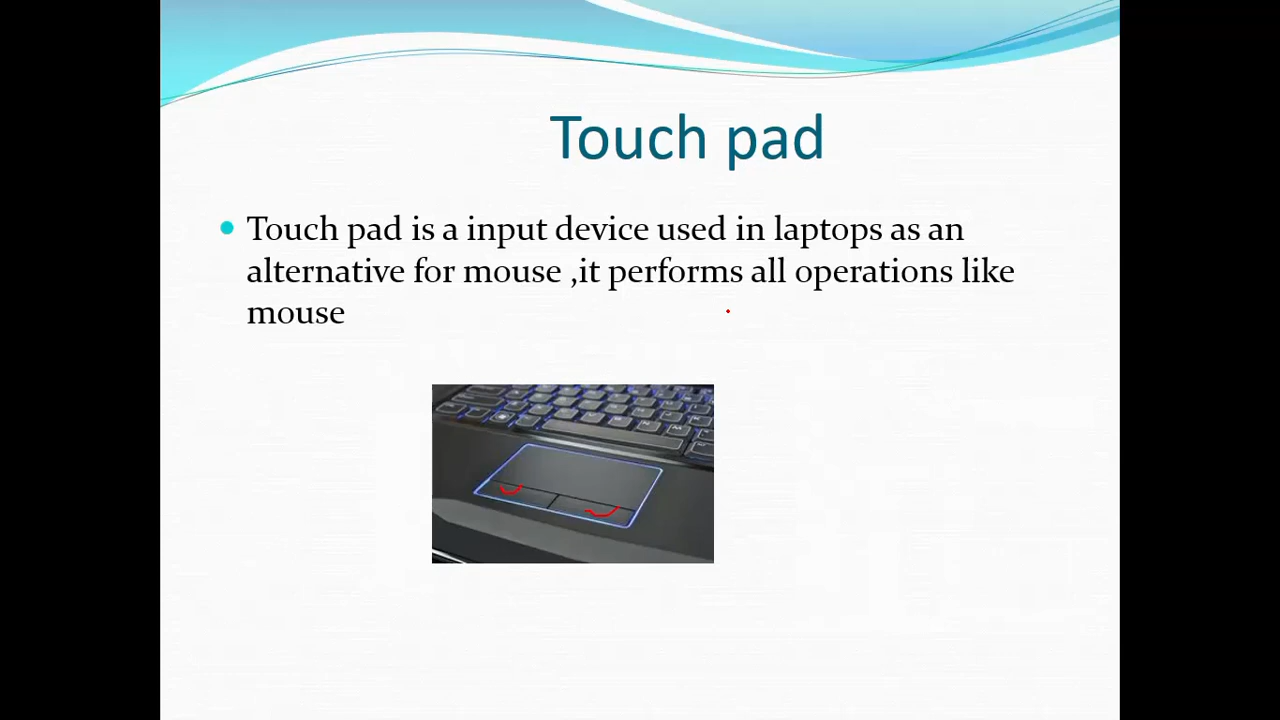 Touch pad
Touch pad is a input device used in laptops as an
alternative for mouse ,it performs all operations like
mouse